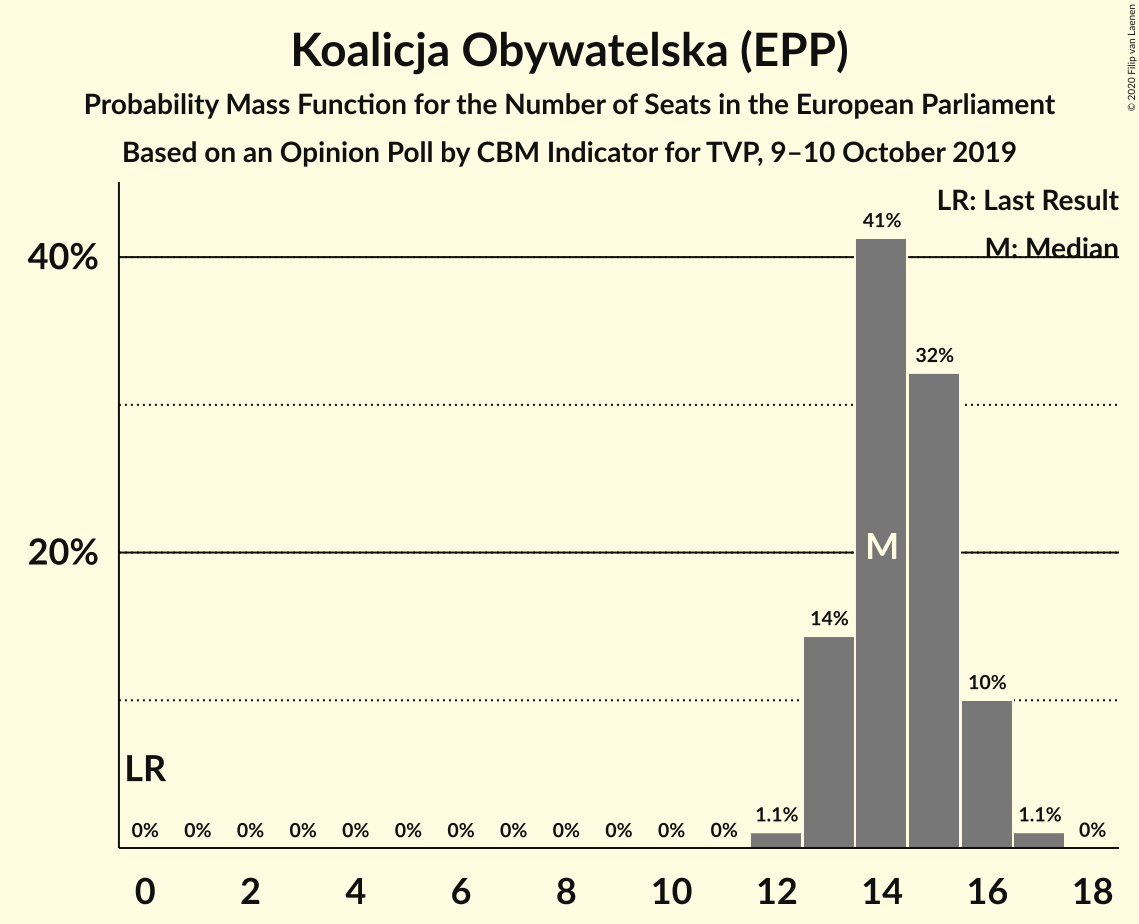 Koalicja Obywatelska (EPP)
Probability Mass Function for the Number of Seats in the European Parliament
Based on an Opinion Poll by CBM Indicator for TVP, 9–10 October 2019
© 2020 Filip van Laenen
LR: Last Result
M: Median
40%
20%
41%
32%
14%
10%
M
LR
0% 0% 0% 0% 0% 0% 0% 0% 0% 0% 0% 0% 1.1% 1.1% 0%
0 2 4 6 8 10 12 14 16 18